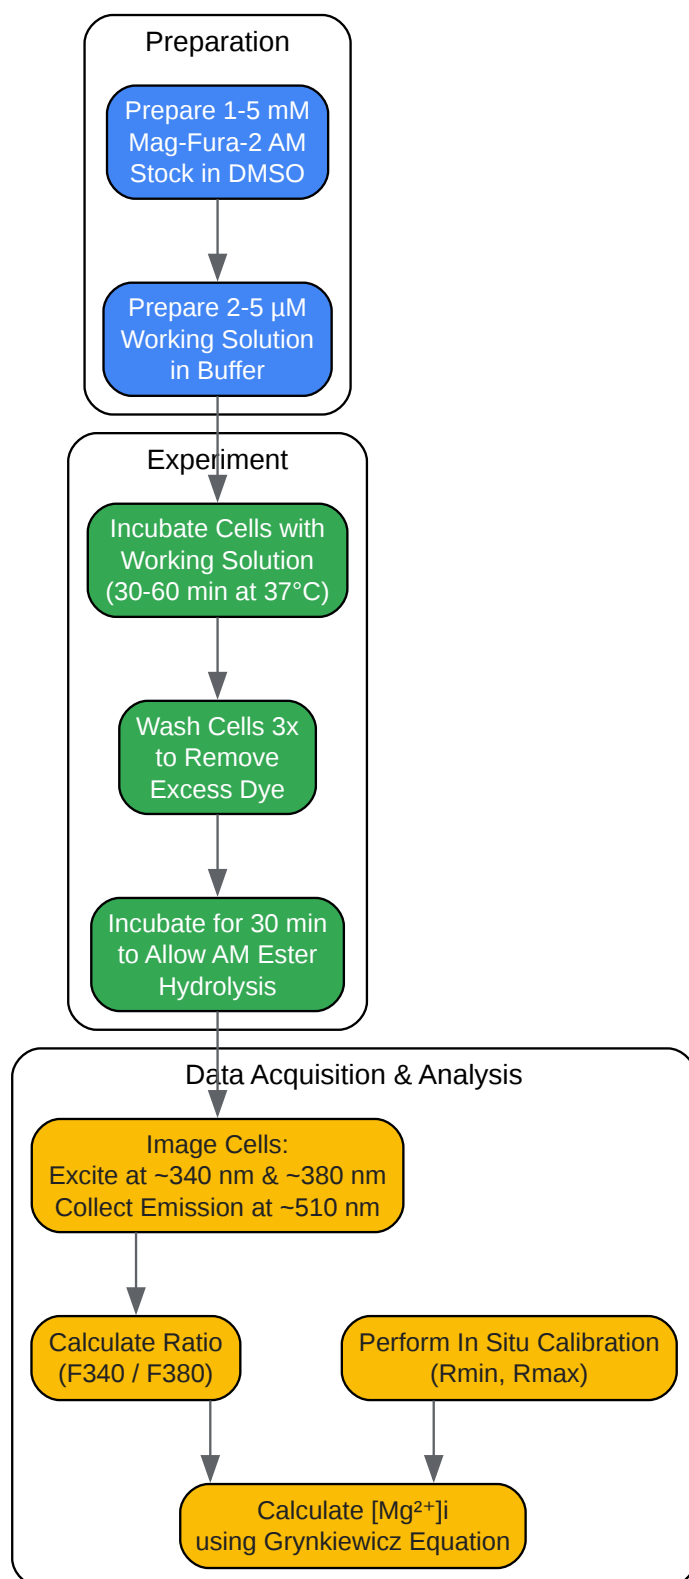 Preparation
Prepare 1-5 mM
Mag-Fura-2 AM
Stock in DMSO
Prepare 2-5 µM
Working Solution
in Buffer
Experiment
Incubate Cells with
Working Solution
(30-60 min at 37°C)
Wash Cells 3x
to Remove
Excess Dye
Incubate for 30 min
to Allow AM Ester
Hydrolysis
Data Acquisition & Analysis
Image Cells:
Excite at ~340 nm & ~380 nm
Collect Emission at ~510 nm
Calculate Ratio
(F340 / F380)
Perform In Situ Calibration
(Rmin, Rmax)
Calculate [Mg²⁺]i
using Grynkiewicz Equation